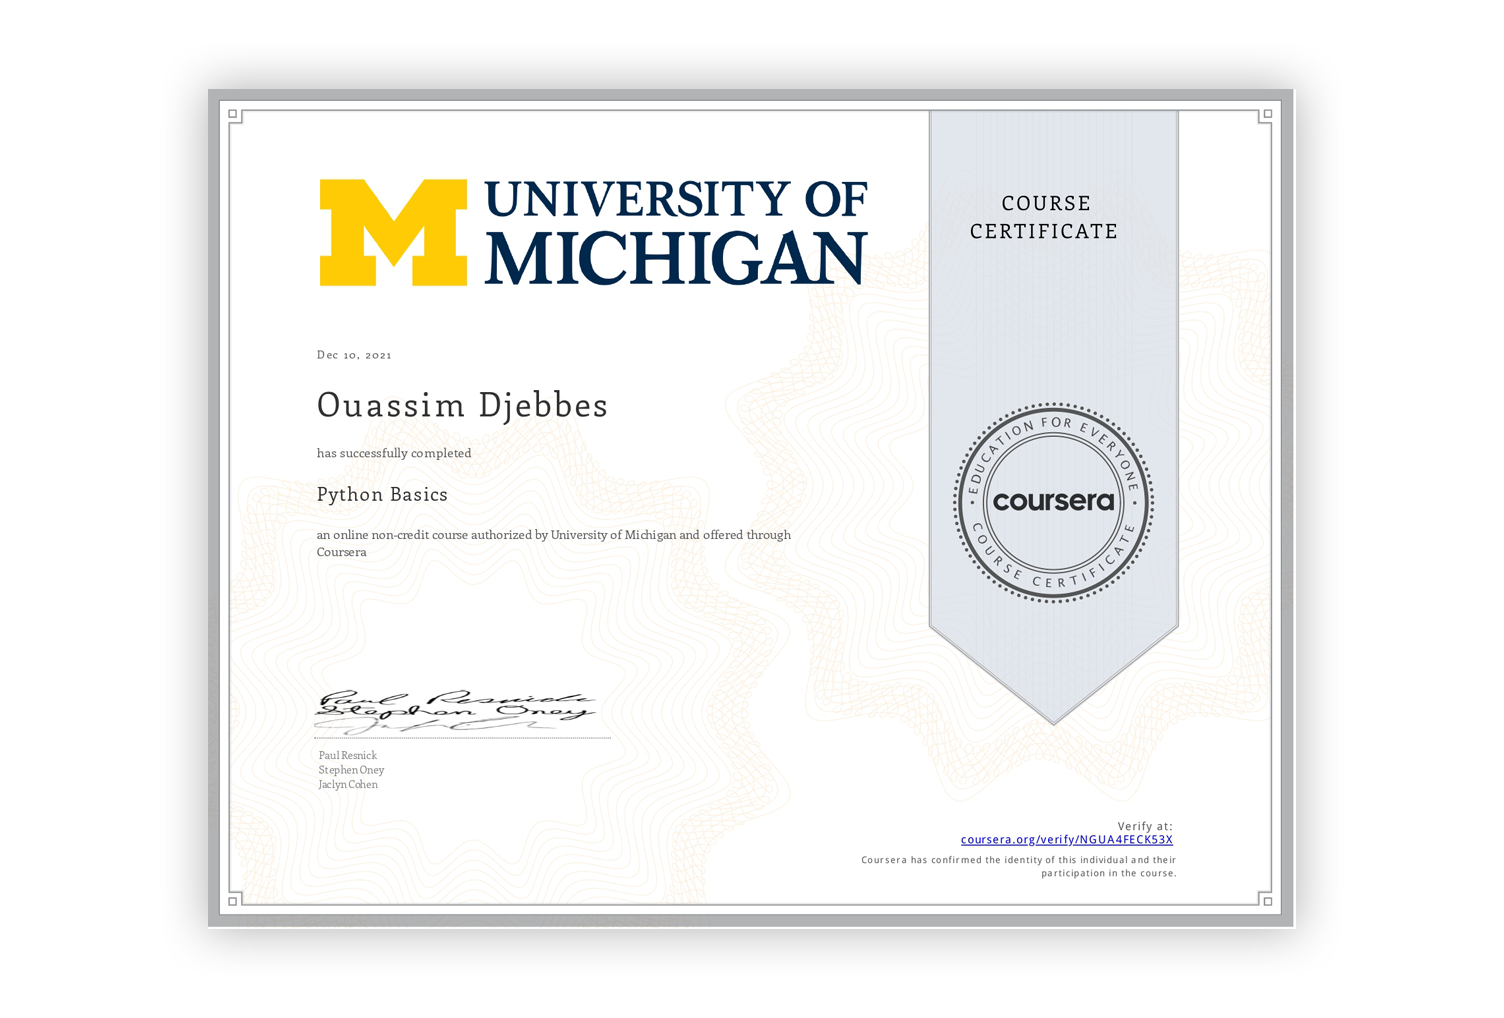 UNIVERSITY OF
MICHIGAN
COURSE
CERTIFICATE
Dec 10, 2021
Ouassim Djebbes
has successfully completed
Python Basics
an online non-credit course authorized by University of Michigan and offered through
Coursera
EDUCATION FOR EVERYONE
coursera
COURSE CERTIFICATE
Paul Resnick
Stephen Oney
Paul Resnick
Stephen Oney
Jaclyn Cohen
Verify at:
coursera.org/verify/NGUA4FECK53X
Coursera has confirmed the identity of this individual and their
participation in the course.